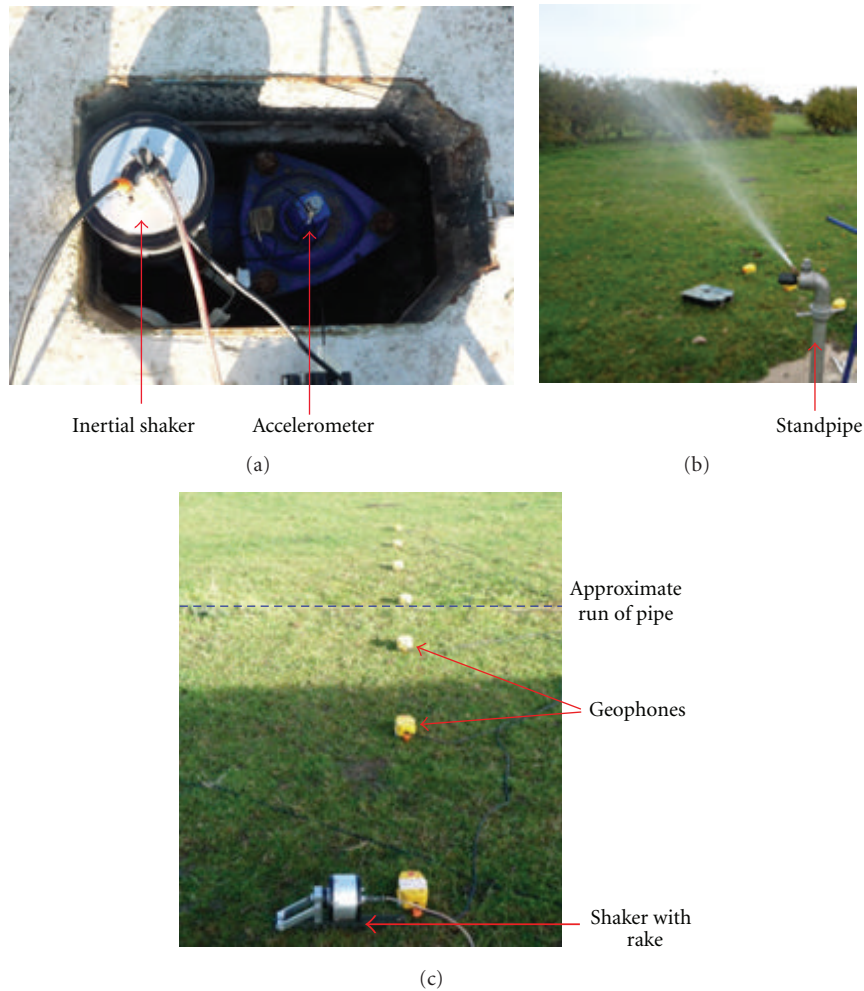 Inertial shaker
Accelerometer
(a)
Standpipe
(b)
Approximate
run of pipe
Geophones
Shaker with
rake
(c)